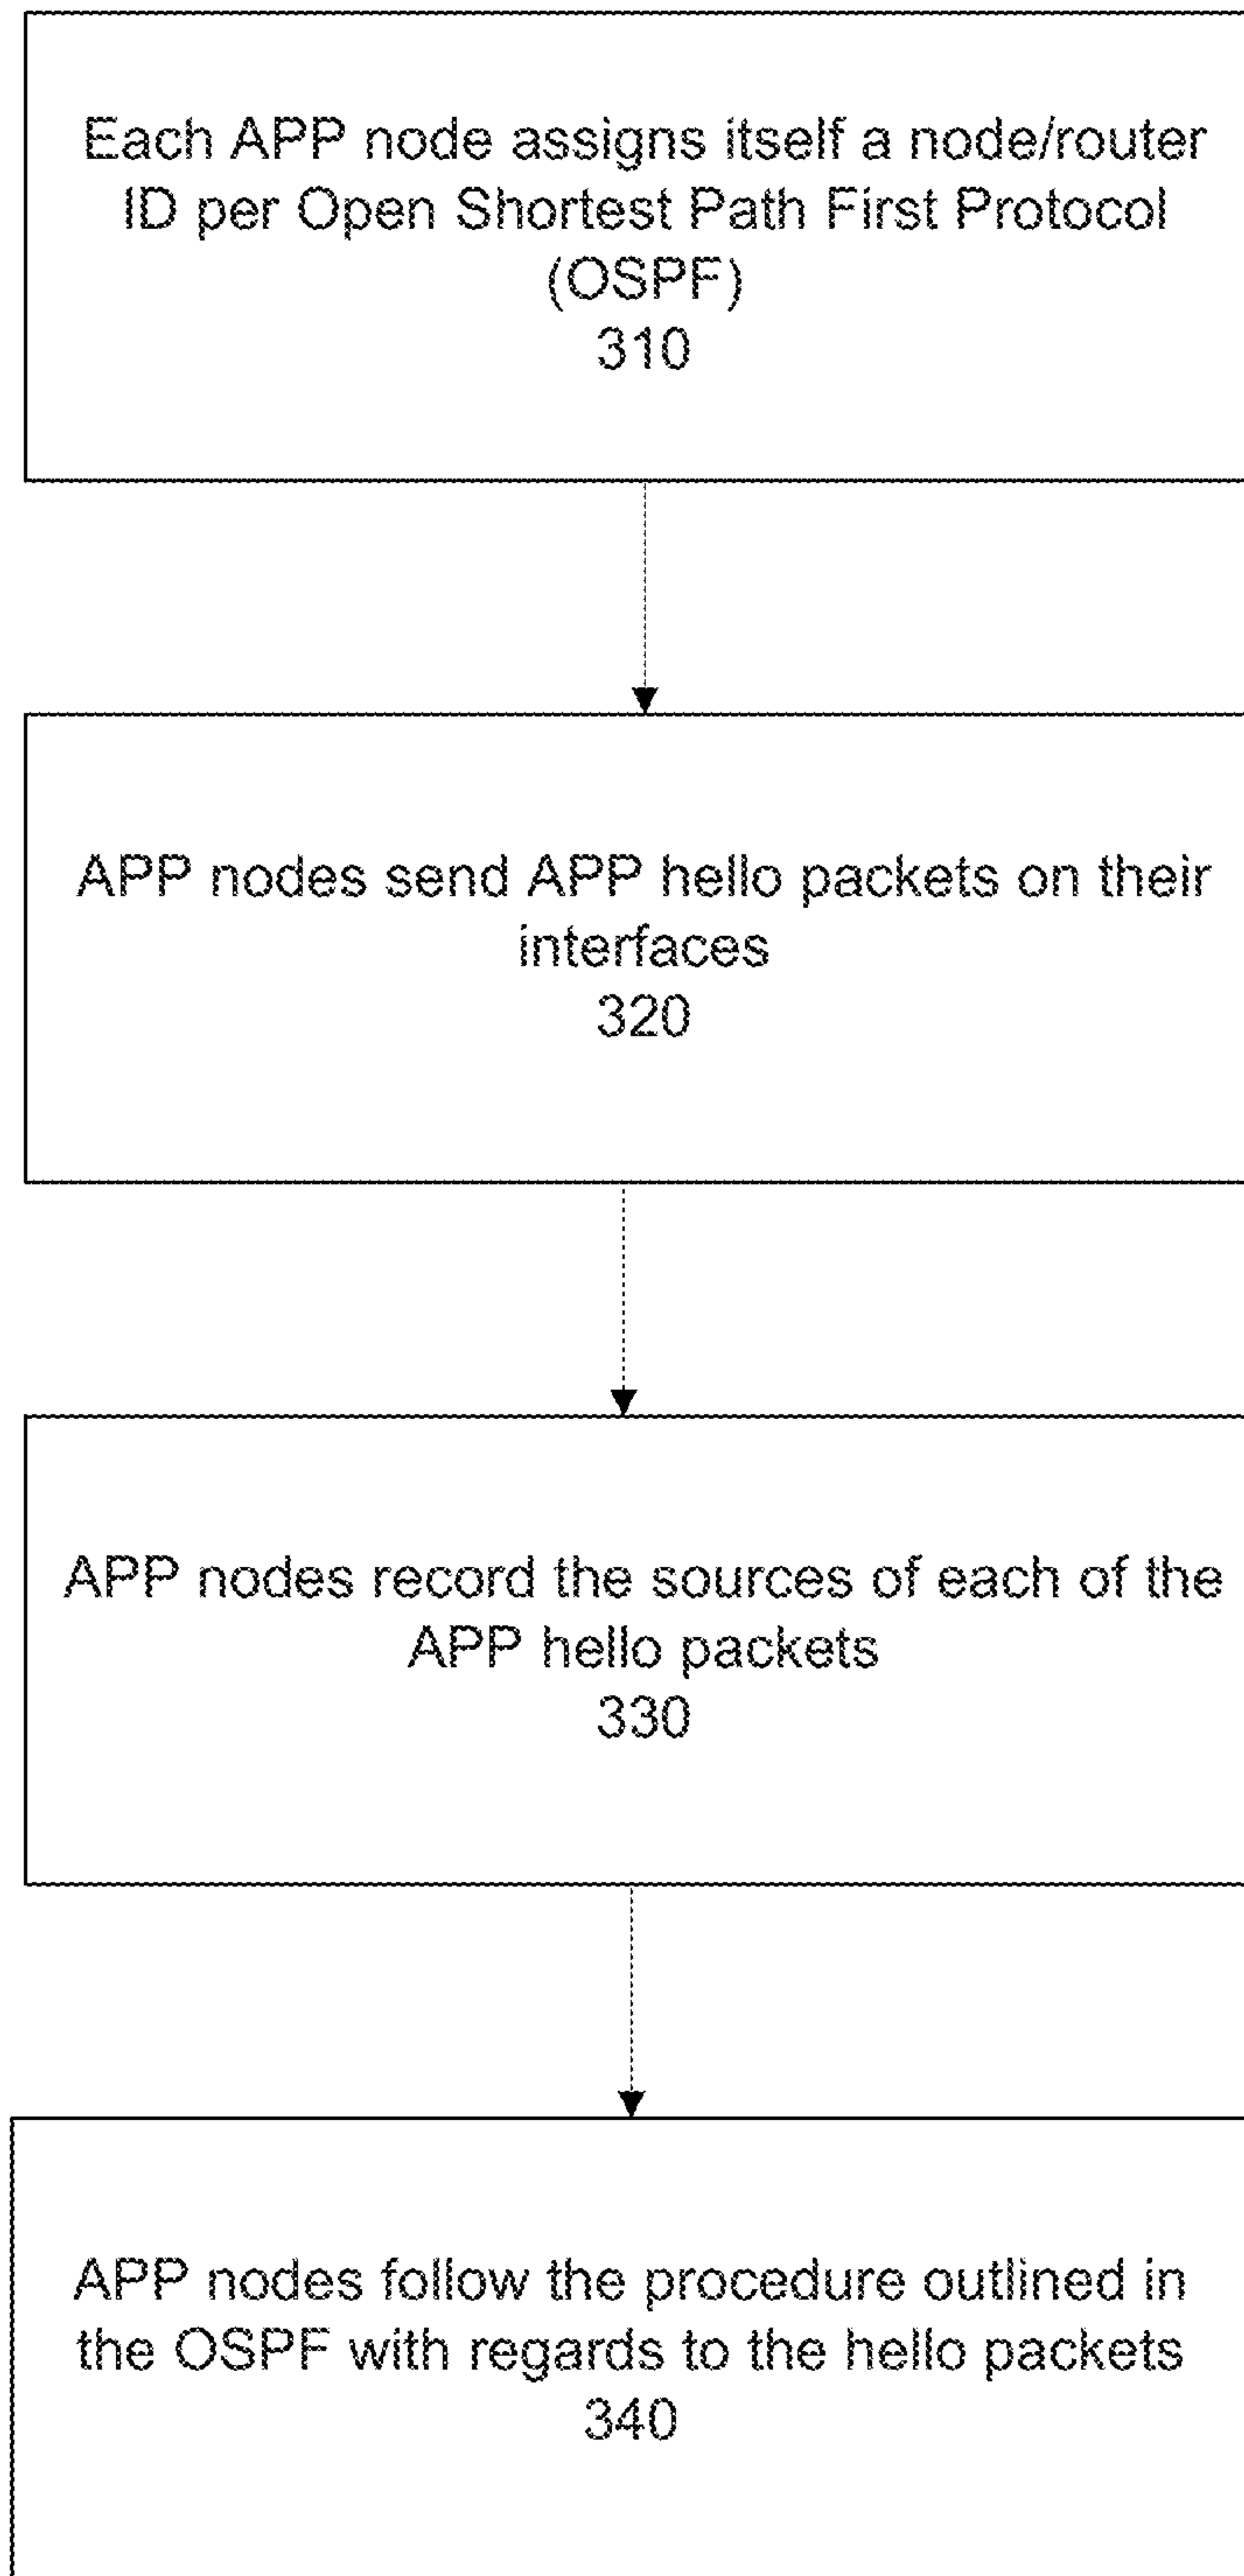 Each APP node assigns itself a node/router
ID per Open Shortest Path First Protocol
(OSPF)
310
APP nodes send APP hello packets on their
interfaces
320
APP nodes record the sources of each of the
APP hello packets
330
APP nodes follow the procedure outlined in
the OSPF with regards to the hello packets
340